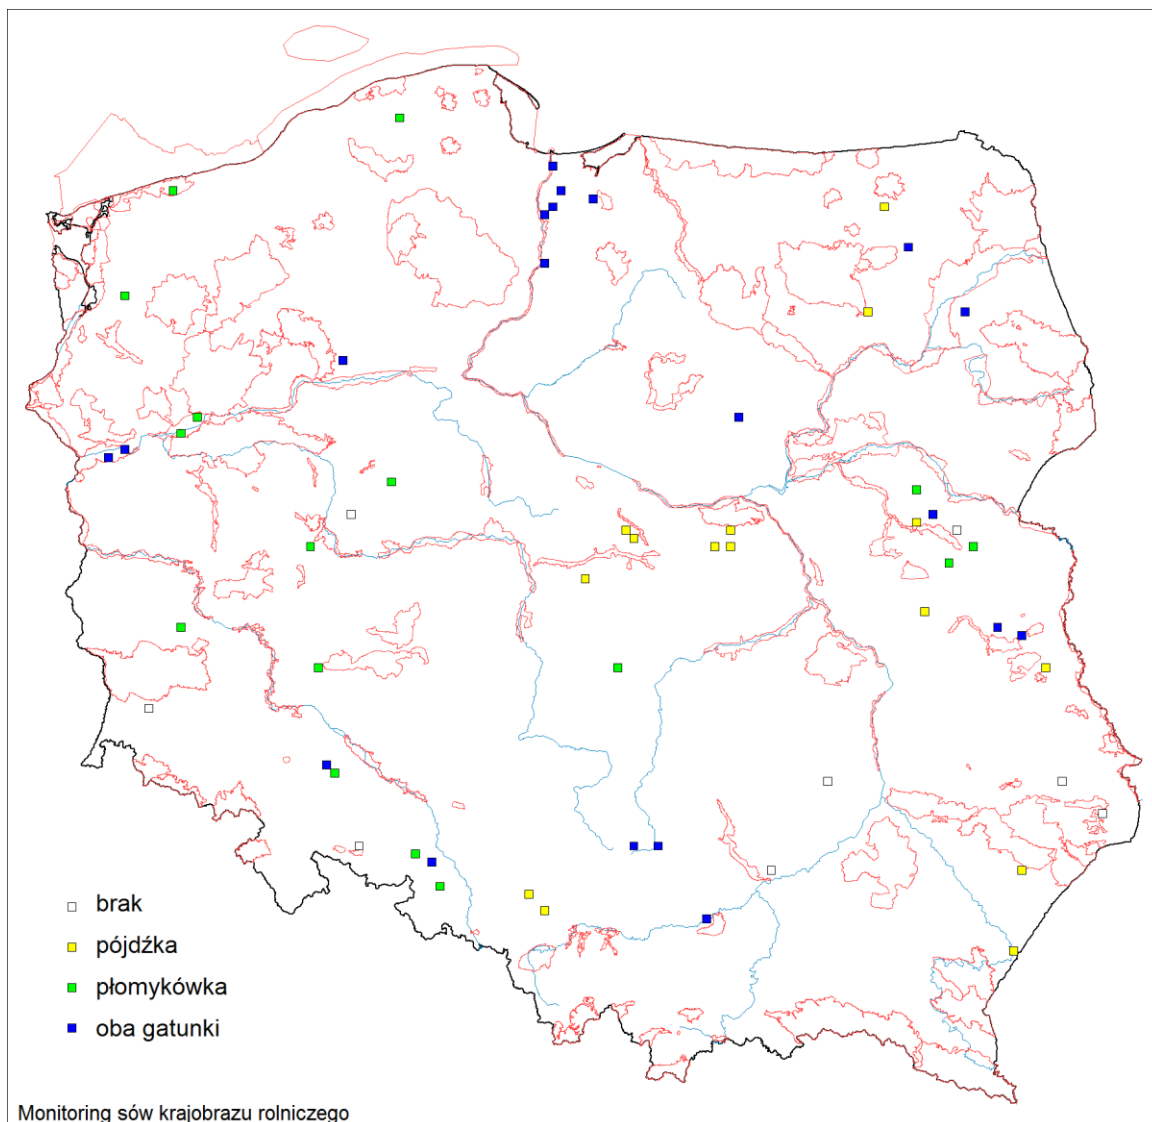 brak
pójdźka
płomykówka
oba gatunki
Monitoring sów krajobrazu rolniczego